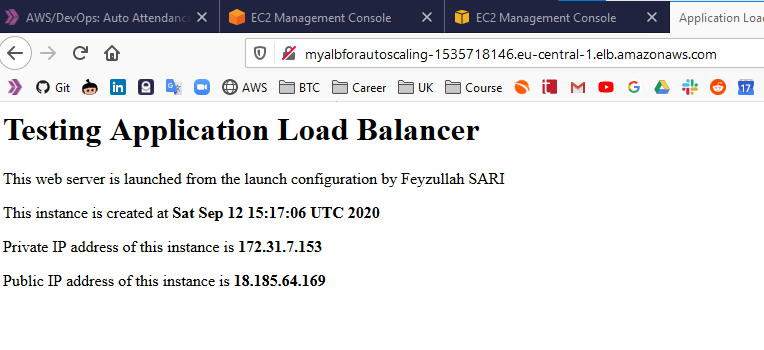 AWS/DevOps: Auto Attendance
EC2 Management Console
EC2 Management Console
Application Loa
myalbforautoscaling-1535718146.eu-central-1.elb.amazonaws.com
Git
AWS
BTC
Career
UK
Course
17
Testing Application Load Balancer
This web server is launched from the launch configuration by Feyzullah SARI
This instance is created at Sat Sep 12 15:17:06 UTC 2020
Private IP address of this instance is 172.31.7.153
Public IP address of this instance is 18.185.64.169